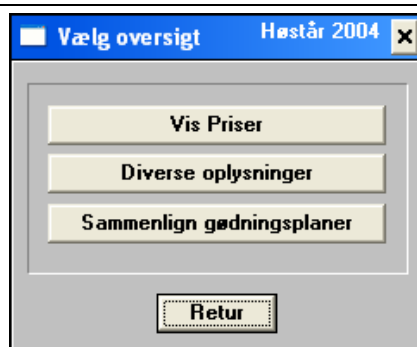 Vælg oversigt Høstår 2004
Vis Priser
Diverse oplysninger
Sammenlign gødningsplaner
Retur